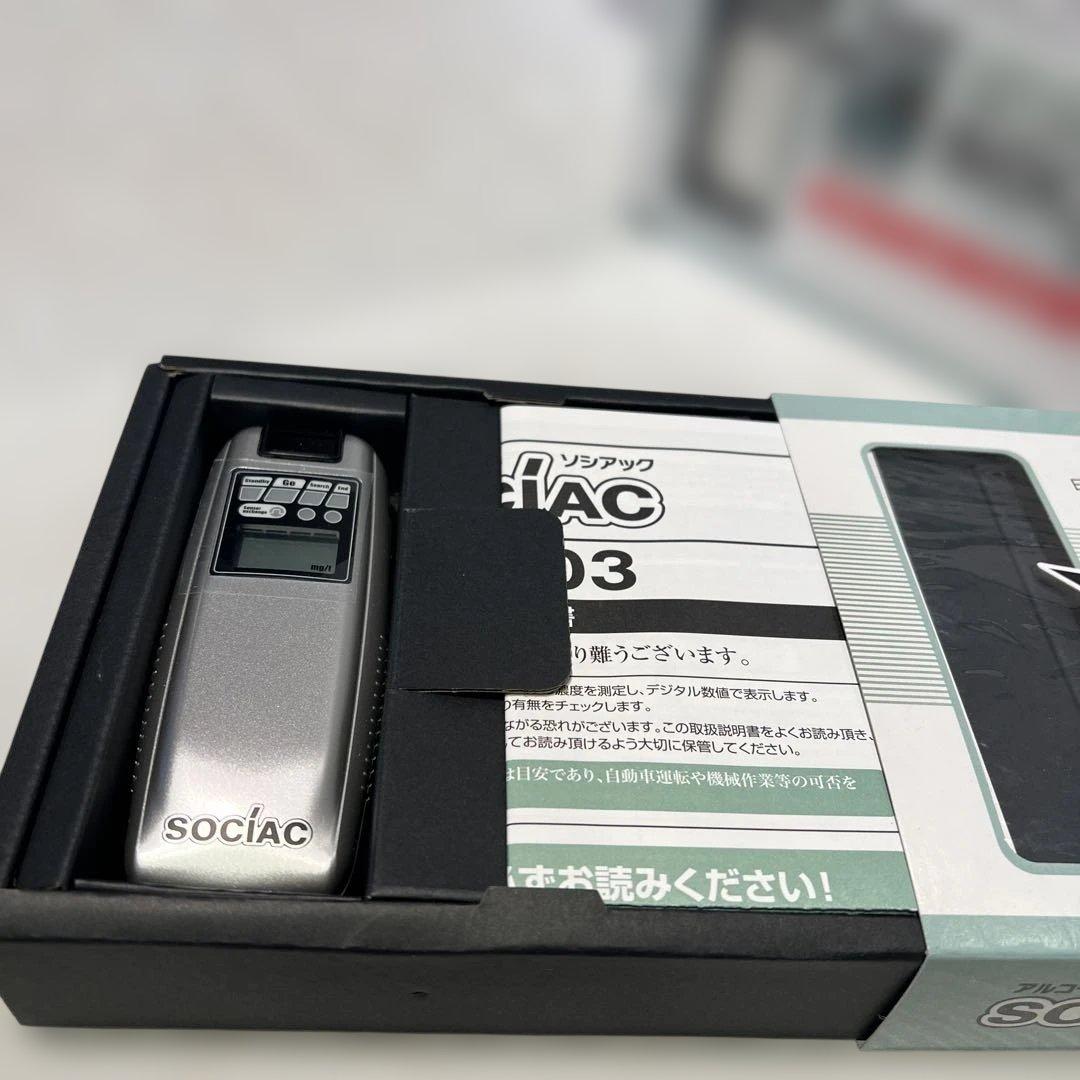 Standby Go Search End
Sensor exchange
mg/l
SOCIAC
ソシアック
CIAC
03
書
り難うございます。
濃度を測定し、デジタル数値で表示します。
の有無をチェックします。
ながる恐れがございます。この取扱説明書をよくお読み頂き、
てお読み頂けるよう大切に保管してください。
は目安であり、自動車運転や機械作業等の可否を
ずお読みください!
アルコー
SO